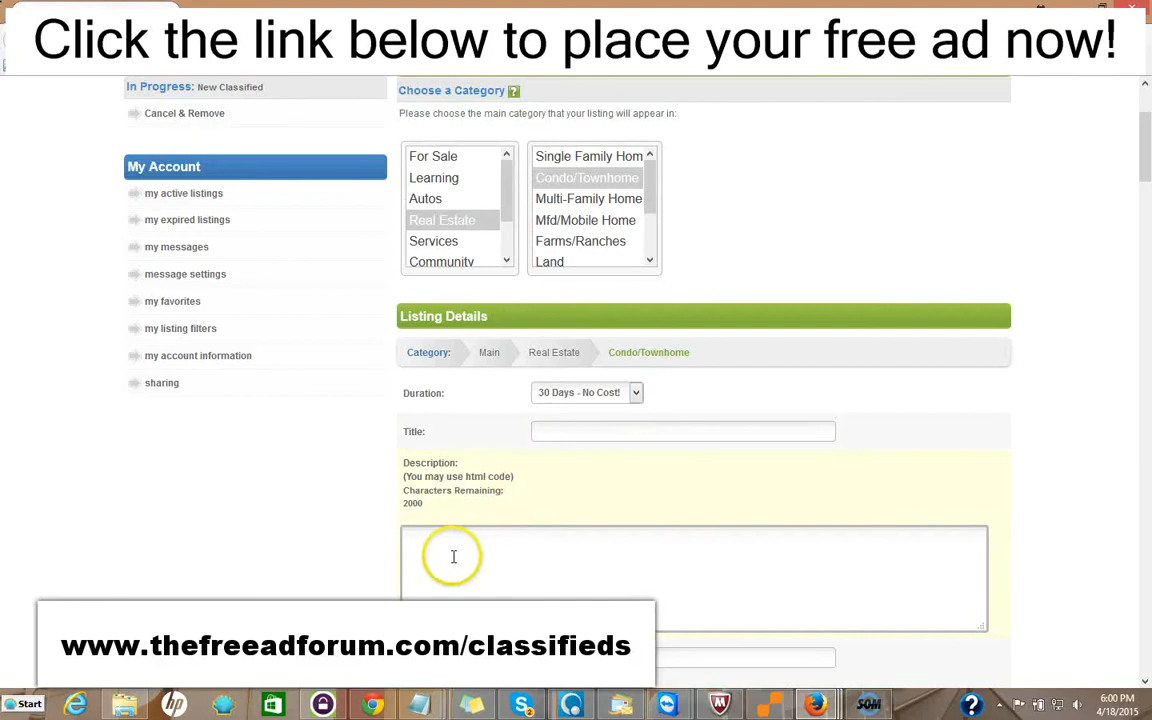 Click the link below to place your free ad now!
In Progress: New Classified
Cancel & Remove
My Account
my active listings
my expired listings
my messages
message settings
my favorites
my listing filters
my account information
sharing
Choose a Category ?
Please choose the main category that your listing will appear in:
For Sale
Learning
Autos
Real Estate
Services
Community
Single Family Hom
Condo/Townhome
Multi-Family Home
Mfd/Mobile Home
Farms/Ranches
Land
Listing Details
Category: Main Real Estate Condo/Townhome
Duration: 30 Days - No Cost!
Title:
Description:
(You may use html code)
Characters Remaining:
2000
www.thefreeadforum.com/classifieds
Start
hp
2
SOM
?
6:00 PM
4/18/2015